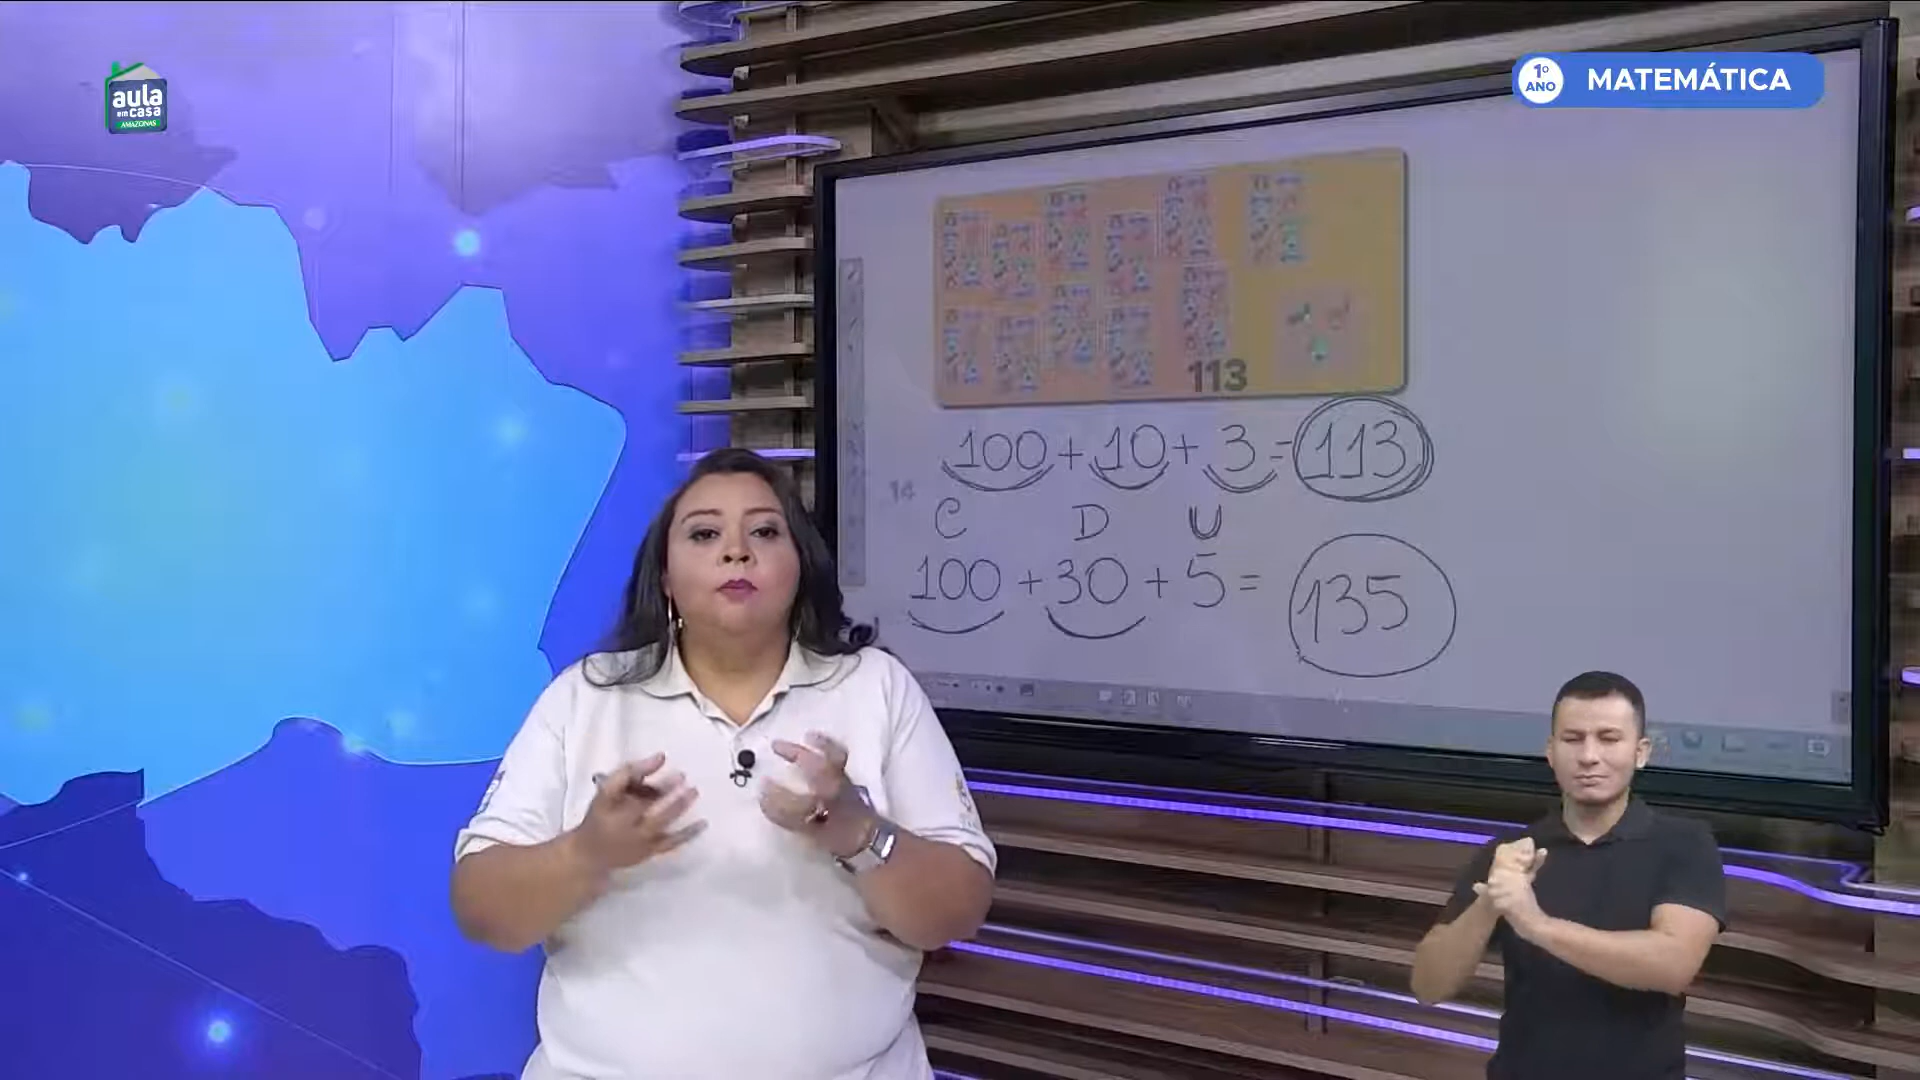 aula
em casa
AMAZONAS
1º
ANO
MATEMÁTICA
113
100 + 10 + 3 = 113
14
C D U
100 + 30 + 5 = 135